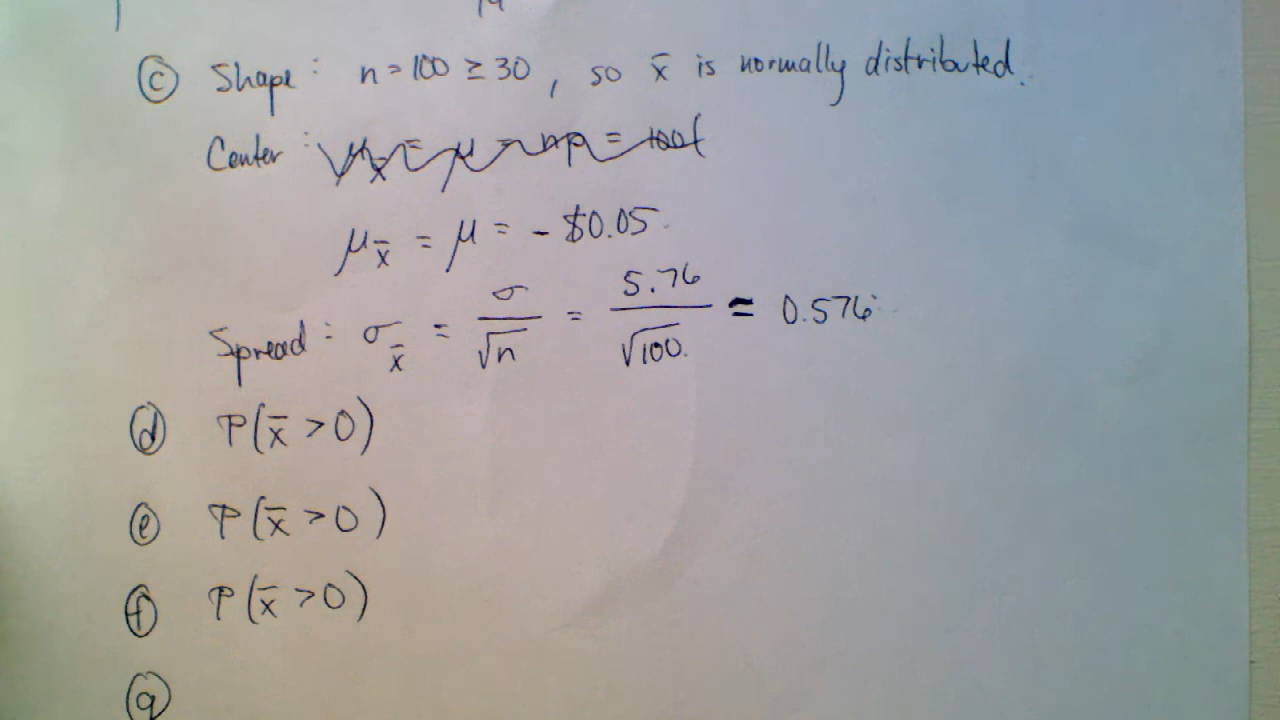 (c) Shape: n = 100 ≥ 30, so x̄ is normally distributed.
Center: μx̄ = μ = np = 100(
μx̄ = μ = - $0.05.
Spread: σx̄ = σ/√n = 5.76/√100. ≈ 0.576
(d) P(x̄ > 0)
(e) P(x̄ > 0)
(f) P(x̄ > 0)
(g)